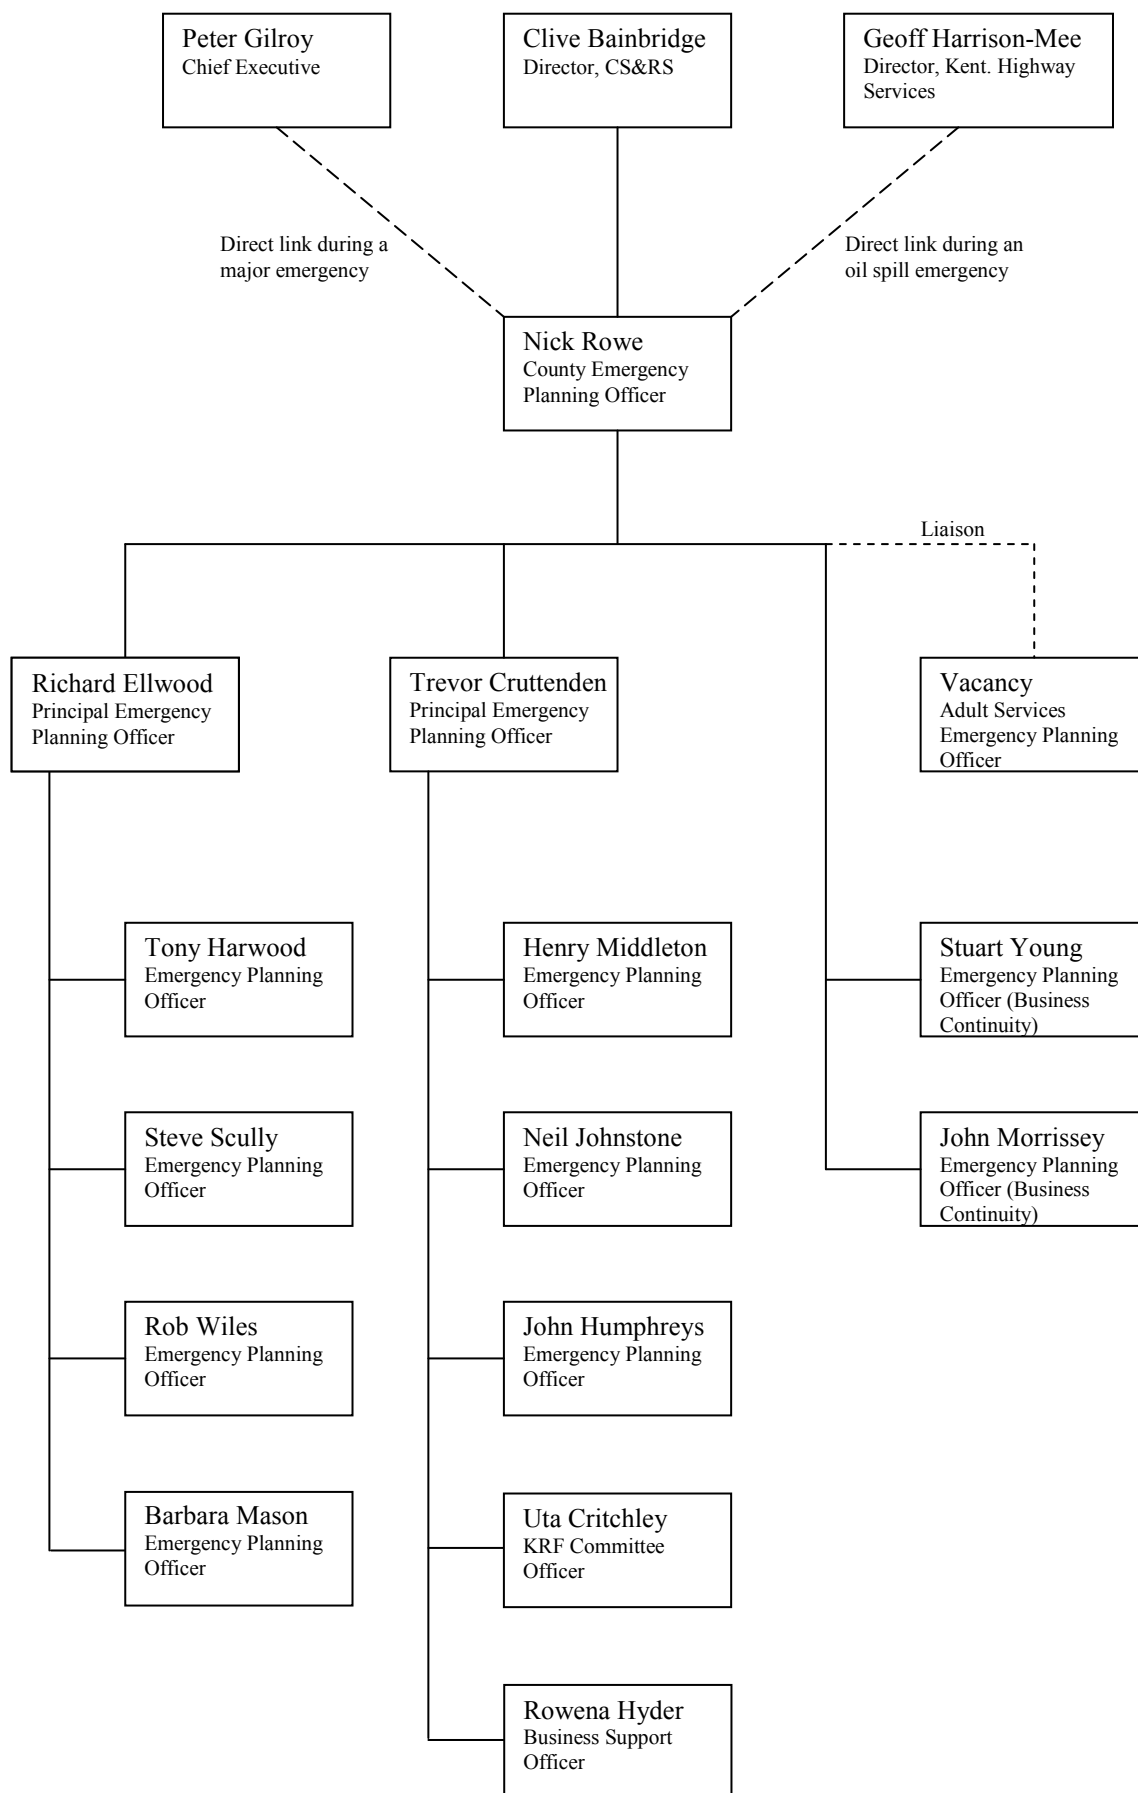 Peter Gilroy
Chief Executive
Clive Bainbridge
Director, CS&RS
Geoff Harrison-Mee
Director, Kent. Highway
Services
Direct link during a
major emergency
Direct link during an
oil spill emergency
Nick Rowe
County Emergency
Planning Officer
Liaison
Richard Ellwood
Principal Emergency
Planning Officer
Trevor Cruttenden
Principal Emergency
Planning Officer
Vacancy
Adult Services
Emergency Planning
Officer
Tony Harwood
Emergency Planning
Officer
Henry Middleton
Emergency Planning
Officer
Stuart Young
Emergency Planning
Officer (Business
Continuity)
Steve Scully
Emergency Planning
Officer
Neil Johnstone
Emergency Planning
Officer
John Morrissey
Emergency Planning
Officer (Business
Continuity)
Rob Wiles
Emergency Planning
Officer
John Humphreys
Emergency Planning
Officer
Barbara Mason
Emergency Planning
Officer
Uta Critchley
KRF Committee
Officer
Rowena Hyder
Business Support
Officer